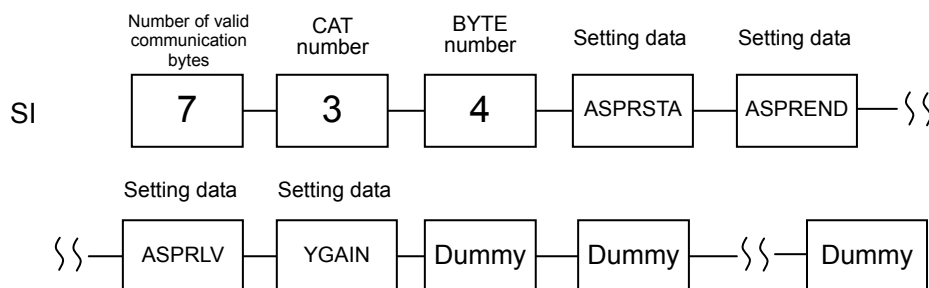 Number of valid
communication
bytes
CAT
number
BYTE
number
Setting data
Setting data
SI
7
3
4
ASPRSTA
ASPREND
Setting data
Setting data
ASPRLV
YGAIN
Dummy
Dummy
Dummy